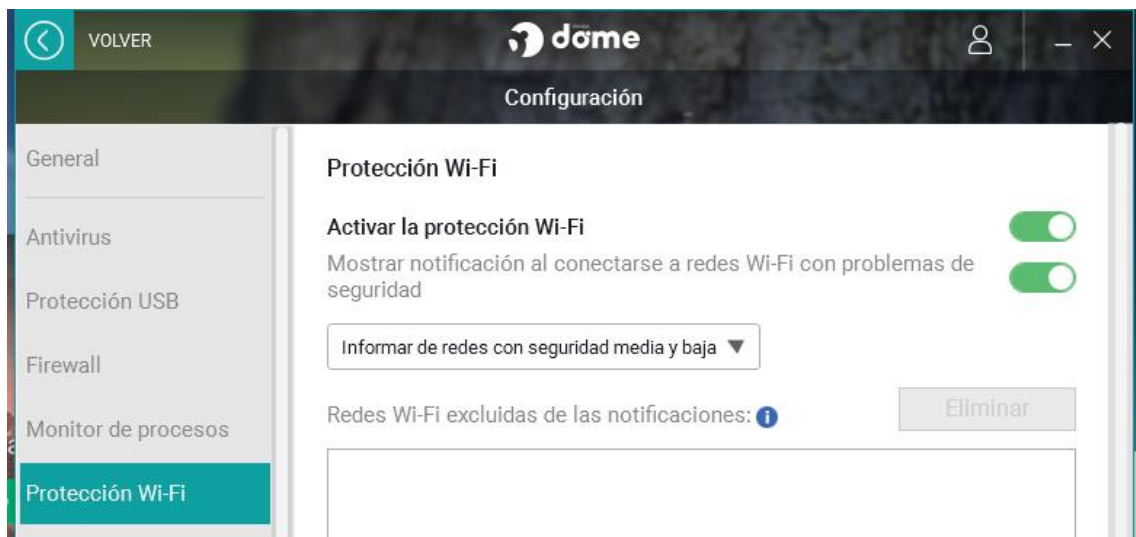 VOLVER
dome
Configuración
General
Antivirus
Protección USB
Firewall
Monitor de procesos
Protección Wi-Fi
Protección Wi-Fi
Activar la protección Wi-Fi
Mostrar notificación al conectarse a redes Wi-Fi con problemas de
seguridad
Informar de redes con seguridad media y baja
Redes Wi-Fi excluidas de las notificaciones:
Eliminar